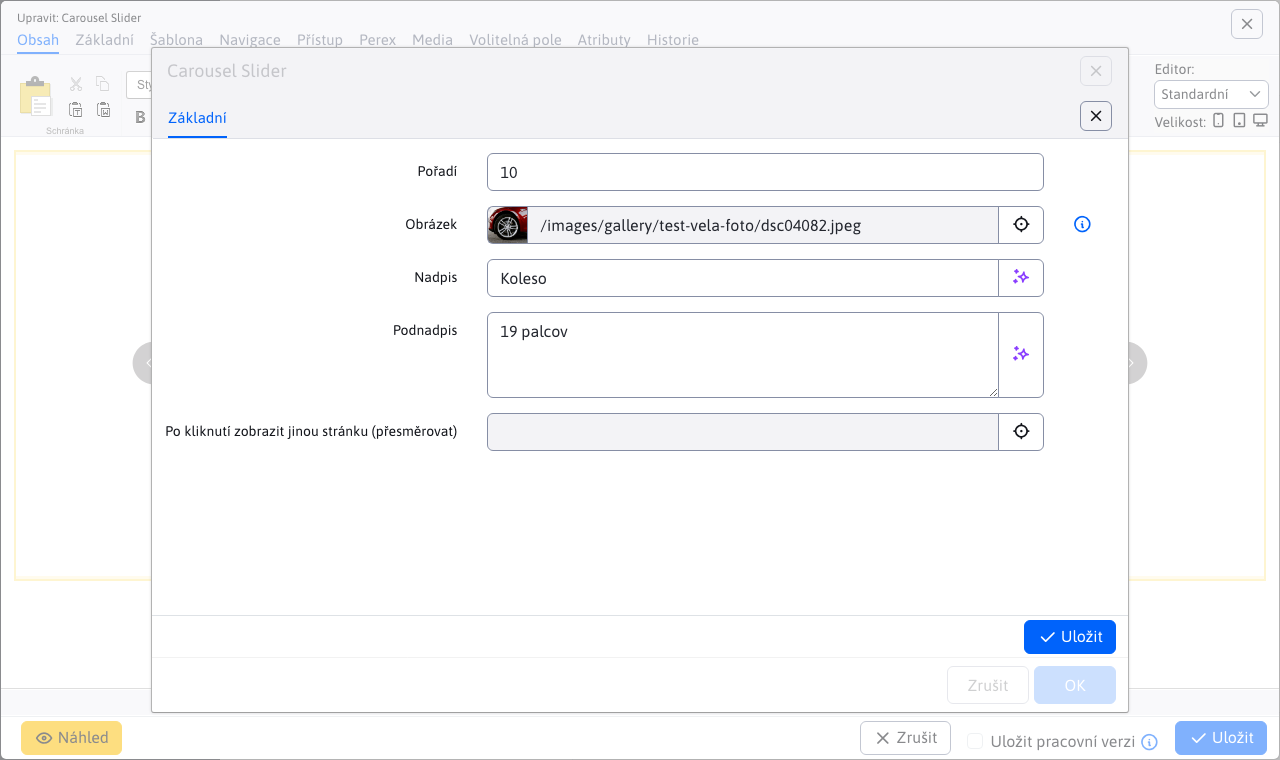 Upravit: Carousel Slider
Obsah Základní Šablona Navigace Přístup Perex Media Volitelná pole Atributy Historie
Carousel Slider
Editor:
Standardní
Schránka
B
Velikost:
Základní
Pořadí 10
Obrázek /images/gallery/test-vela-foto/dsc04082.jpeg
Nadpis Koleso
Podnadpis 19 palcov
Po kliknutí zobrazit jinou stránku (přesměrovat)
Uložit
Zrušit OK
Náhled Zrušit Uložit pracovní verzi Uložit